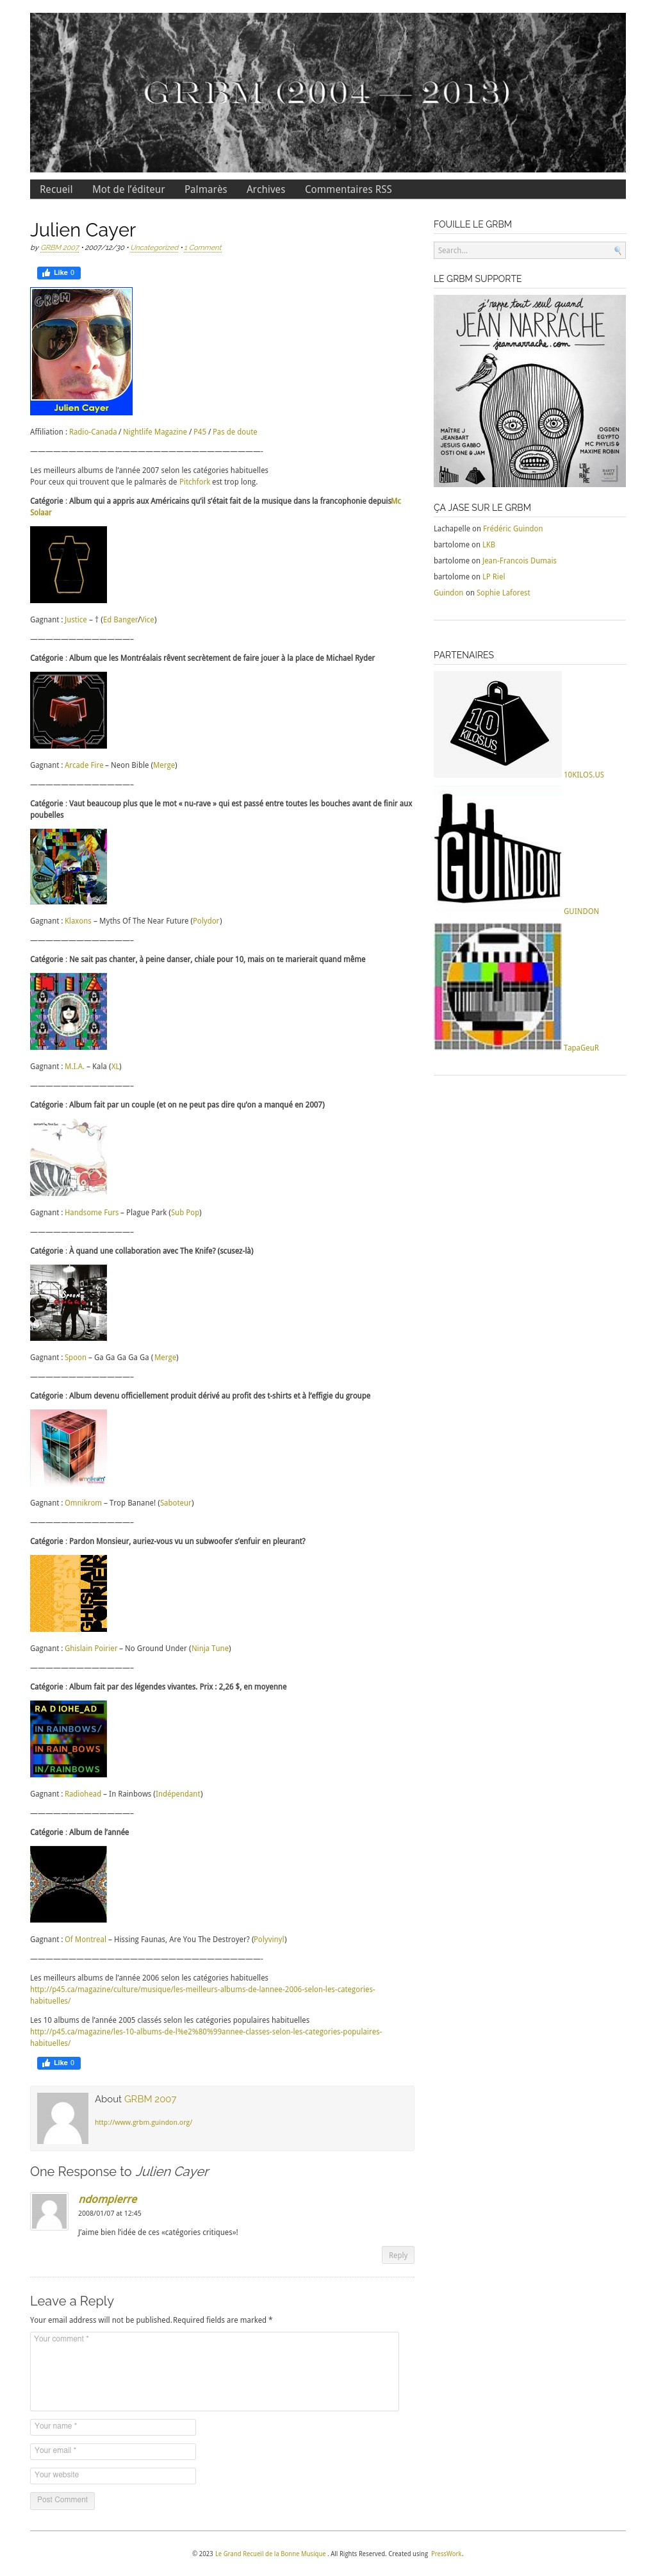 GRBM (2004 — 2013)
Recueil Mot de l'éditeur Palmarès Archives Commentaires RSS
Julien Cayer
by GRBM 2007 • 2007/12/30 • Uncategorized • 1 Comment
Like 0
GRBM
Julien Cayer
Affiliation : Radio-Canada / Nightlife Magazine / P45 / Pas de doute
——————————————————————————————-
Les meilleurs albums de l'année 2007 selon les catégories habituelles
Pour ceux qui trouvent que le palmarès de Pitchfork est trop long.
Catégorie : Album qui a appris aux Américains qu'il s'était fait de la musique dans la francophonie depuisMc
Solaar
Gagnant : Justice – † (Ed Banger/Vice)
—————————————–
Catégorie : Album que les Montréalais rêvent secrètement de faire jouer à la place de Michael Ryder
Gagnant : Arcade Fire – Neon Bible (Merge)
—————————————–
Catégorie : Vaut beaucoup plus que le mot « nu-rave » qui est passé entre toutes les bouches avant de finir aux
poubelles
Gagnant : Klaxons – Myths Of The Near Future (Polydor)
—————————————–
Catégorie : Ne sait pas chanter, à peine danser, chiale pour 10, mais on te marierait quand même
Gagnant : M.I.A. – Kala (XL)
—————————————–
Catégorie : Album fait par un couple (et on ne peut pas dire qu'on a manqué en 2007)
Gagnant : Handsome Furs – Plague Park (Sub Pop)
—————————————–
Catégorie : À quand une collaboration avec The Knife? (scusez-là)
Gagnant : Spoon – Ga Ga Ga Ga Ga (Merge)
—————————————–
Catégorie : Album devenu officiellement produit dérivé au profit des t-shirts et à l'effigie du groupe
omnikrom
Gagnant : Omnikrom – Trop Banane! (Saboteur)
—————————————–
Catégorie : Pardon Monsieur, auriez-vous vu un subwoofer s'enfuir en pleurant?
GHISLAIN
POIRIER
Gagnant : Ghislain Poirier – No Ground Under (Ninja Tune)
—————————————–
Catégorie : Album fait par des légendes vivantes. Prix : 2,26 $, en moyenne
RA D IOHE_AD
IN RAINBOWS/
IN RAIN_BOWS
IN/RAINBOWS
Gagnant : Radiohead – In Rainbows (Indépendant)
—————————————–
Catégorie : Album de l'année
Gagnant : Of Montreal – Hissing Faunas, Are You The Destroyer? (Polyvinyl)
——————————————————————————————-
Les meilleurs albums de l'année 2006 selon les catégories habituelles
http://p45.ca/magazine/culture/musique/les-meilleurs-albums-de-lannee-2006-selon-les-categories-
habituelles/
Les 10 albums de l'année 2005 classés selon les catégories populaires habituelles
http://p45.ca/magazine/les-10-albums-de-l%e2%80%99annee-classes-selon-les-categories-populaires-
habituelles/
Like 0
About GRBM 2007
http://www.grbm.guindon.org/
One Response to Julien Cayer
ndompierre
2008/01/07 at 12:45
J'aime bien l'idée de ces «catégories critiques»!
Reply
Leave a Reply
Your email address will not be published.Required fields are marked *
Your comment *
Your name *
Your email *
Your website
Post Comment
FOUILLE LE GRBM
Search...
LE GRBM SUPPORTE
j'rappe tout seul quand
JEAN NARRACHE
jeannarrache.com
MAÎTRE J
JEANBART
JESUIS GABBO
OSTI ONE & JAM
OGDEN
EGYPTO
MC PHYLIS &
MAXIME ROBIN
ÇA JASE SUR LE GRBM
Lachapelle on Frédéric Guindon
bartolome on LKB
bartolome on Jean-Francois Dumais
bartolome on LP Riel
Guindon on Sophie Laforest
PARTENAIRES
10
KILOS.US
10KILOS.US
GUINDON
GUINDON
TapaGeuR
© 2023 Le Grand Recueil de la Bonne Musique . All Rights Reserved. Created using PressWork.